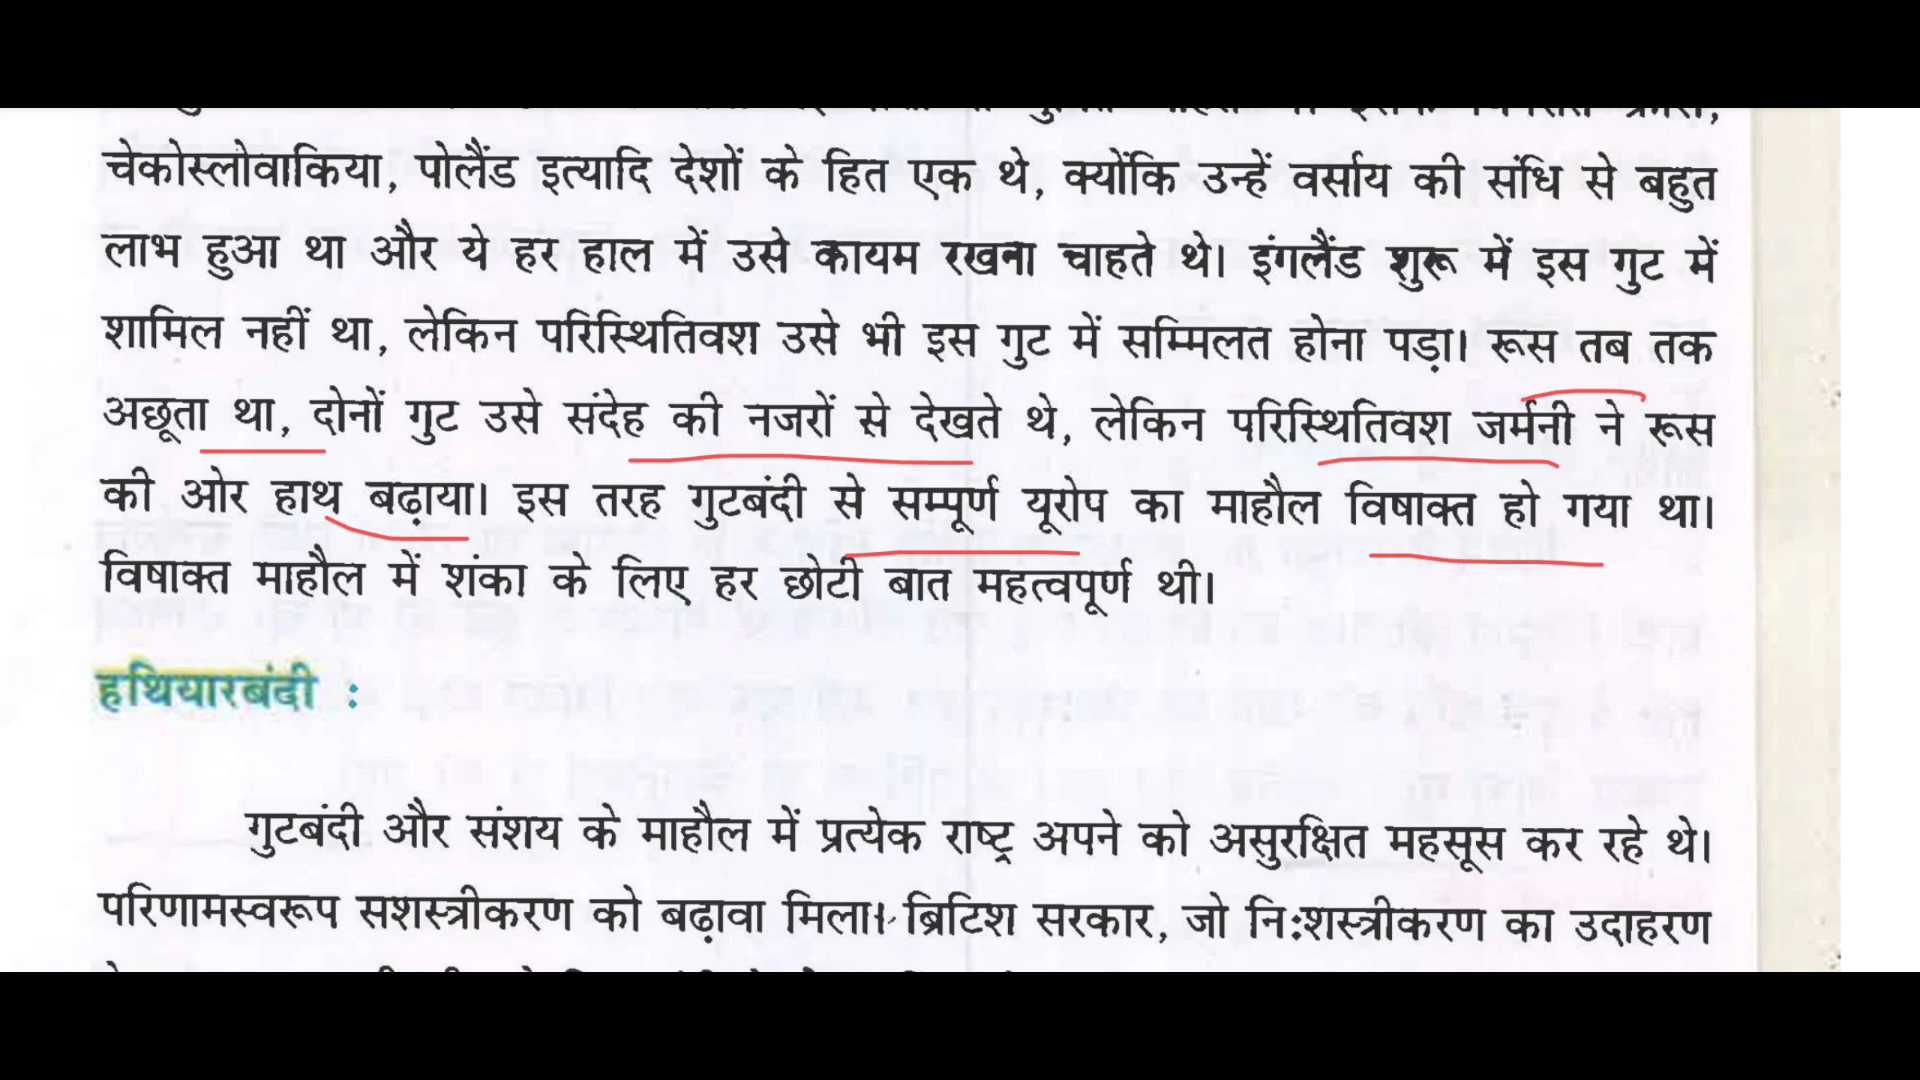 चेकोस्लोवाकिया, पोलैंड इत्यादि देशों के हित एक थे, क्योंकि उन्हें वर्साय की संधि से बहुत
लाभ हुआ था और ये हर हाल में उसे कायम रखना चाहते थे। इंगलैंड शुरू में इस गुट में
शामिल नहीं था, लेकिन परिस्थितिवश उसे भी इस गुट में सम्मिलत होना पड़ा। रूस तब तक
अछूता था, दोनों गुट उसे संदेह की नजरों से देखते थे, लेकिन परिस्थितिवश जर्मनी ने रूस
की ओर हाथ बढ़ाया। इस तरह गुटबंदी से सम्पूर्ण यूरोप का माहौल विषाक्त हो गया था।
विषाक्त माहौल में शंका के लिए हर छोटी बात महत्वपूर्ण थी।
हथियारबंदी :
गुटबंदी और संशय के माहौल में प्रत्येक राष्ट्र अपने को असुरक्षित महसूस कर रहे थे।
परिणामस्वरूप सशस्त्रीकरण को बढ़ावा मिला। ब्रिटिश सरकार, जो नि:शस्त्रीकरण का उदाहरण